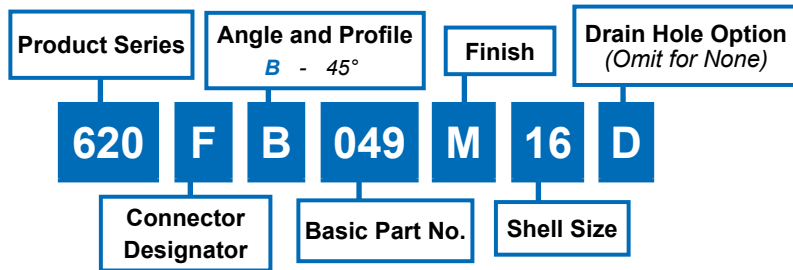 Product Series
Angle and Profile
B - 45°
Finish
Drain Hole Option
(Omit for None)
620 F B 049 M 16 D
Connector
Designator
Basic Part No.
Shell Size